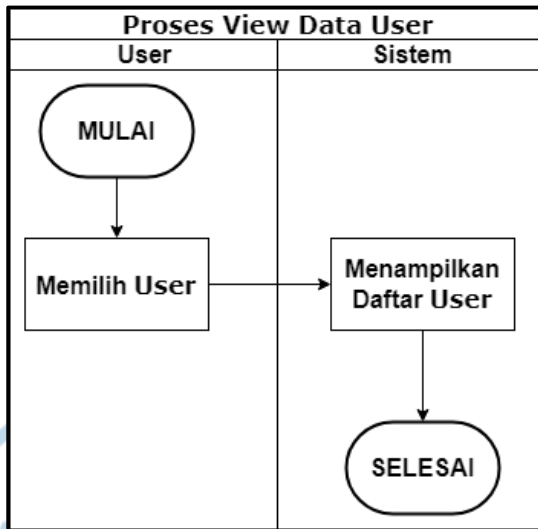 Proses View Data User
User
Sistem
MULAI
Memilih User
Menampilkan
Daftar User
SELESAI